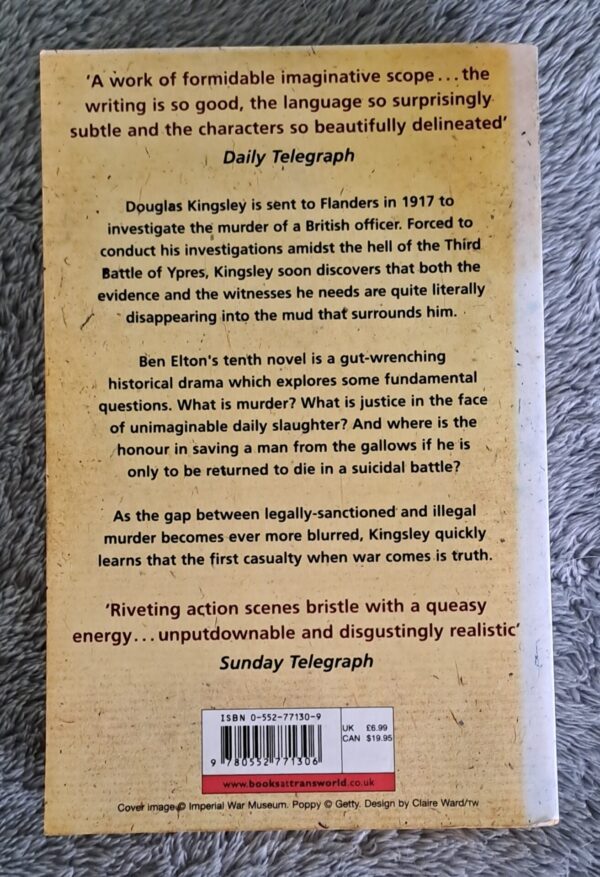 ‘A work of formidable imaginative scope...the
writing is so good, the language so surprisingly
subtle and the characters so beautifully delineated’
Daily Telegraph
Douglas Kingsley is sent to Flanders in 1917 to
investigate the murder of a British officer. Forced to
conduct his investigations amidst the hell of the Third
Battle of Ypres, Kingsley soon discovers that both the
evidence and the witnesses he needs are quite literally
disappearing into the mud that surrounds him.
Ben Elton's tenth novel is a gut-wrenching
historical drama which explores some fundamental
questions. What is murder? What is justice in the face
of unimaginable daily slaughter? And where is the
honour in saving a man from the gallows if he is
only to be returned to die in a suicidal battle?
As the gap between legally-sanctioned and illegal
murder becomes ever more blurred, Kingsley quickly
learns that the first casualty when war comes is truth.
‘Riveting action scenes bristle with a queasy
energy...unputdownable and disgustingly realistic’
Sunday Telegraph
ISBN 0-552-77130-9
UK £6.99
CAN $19.95
9 780552 771306
www.booksattransworld.co.uk
Cover image © Imperial War Museum. Poppy © Getty. Design by Claire Ward/TW